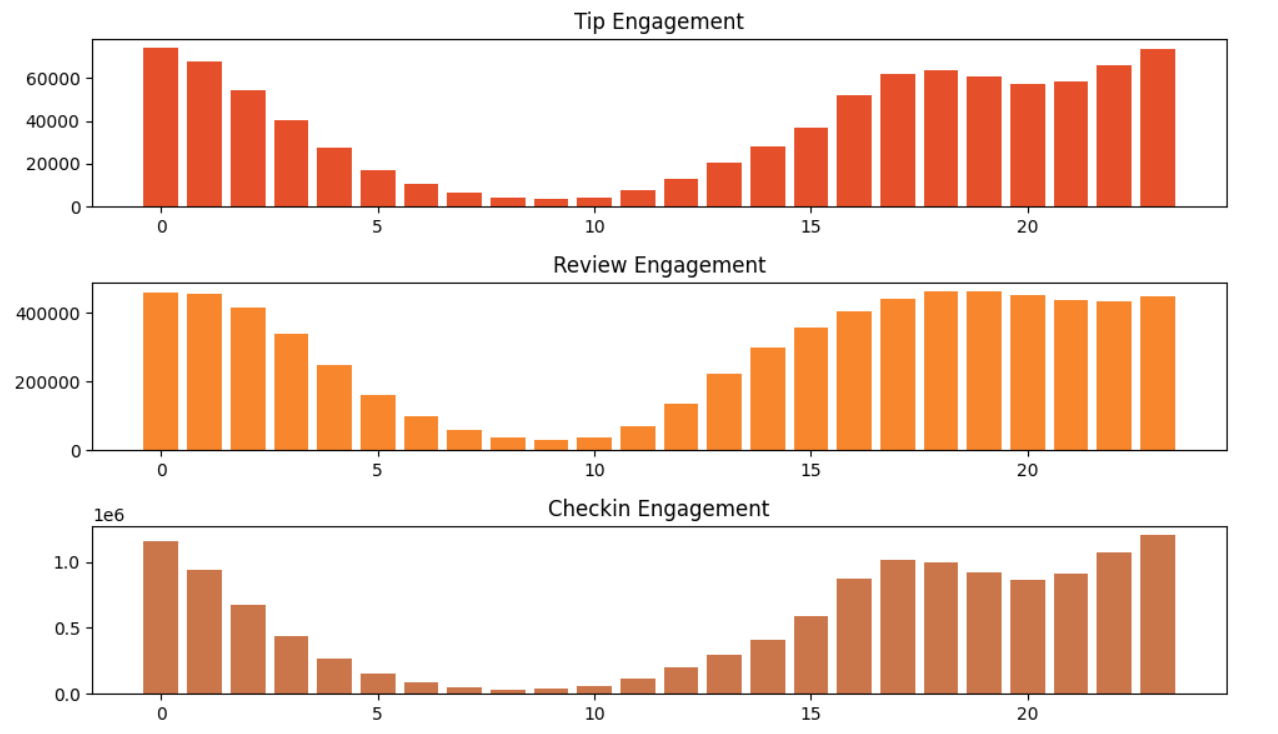 Tip Engagement
60000
40000
20000
0
0 5 10 15 20
Review Engagement
400000
200000
0
0 5 10 15 20
Checkin Engagement
1e6
1.0
0.5
0.0
0 5 10 15 20